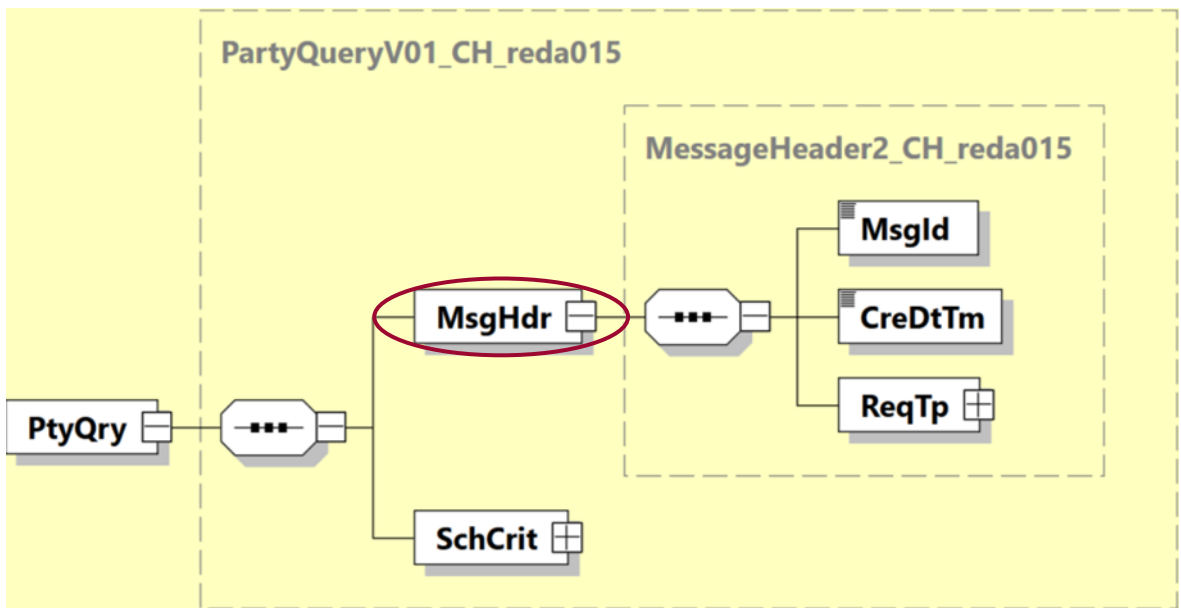 PartyQueryV01_CH_reda015
MessageHeader2_CH_reda015
MsgId
MsgHdr
CreDtTm
ReqTp
PtyQry
SchCrit